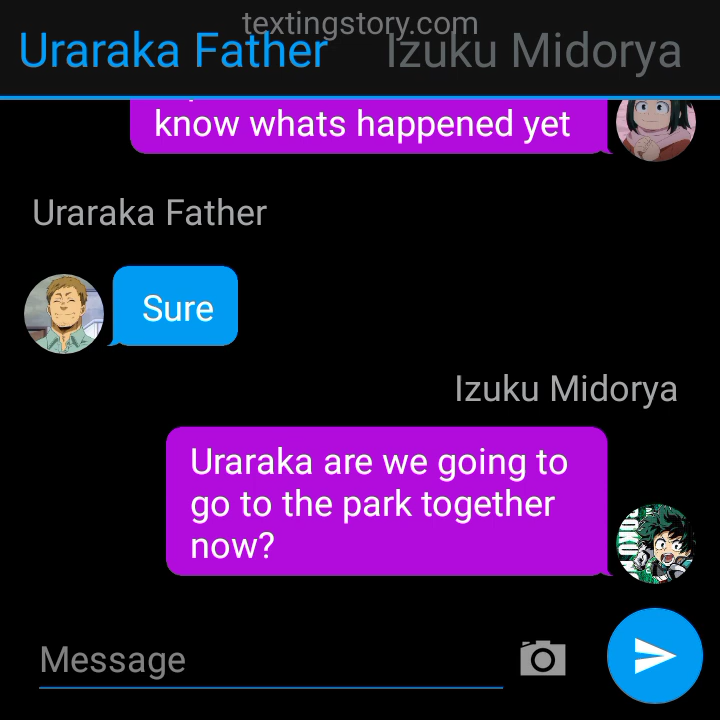 textingstory.com
Uraraka Father Izuku Midorya
know whats happened yet
Uraraka Father
Sure
Izuku Midorya
Uraraka are we going to
go to the park together
now?
Message